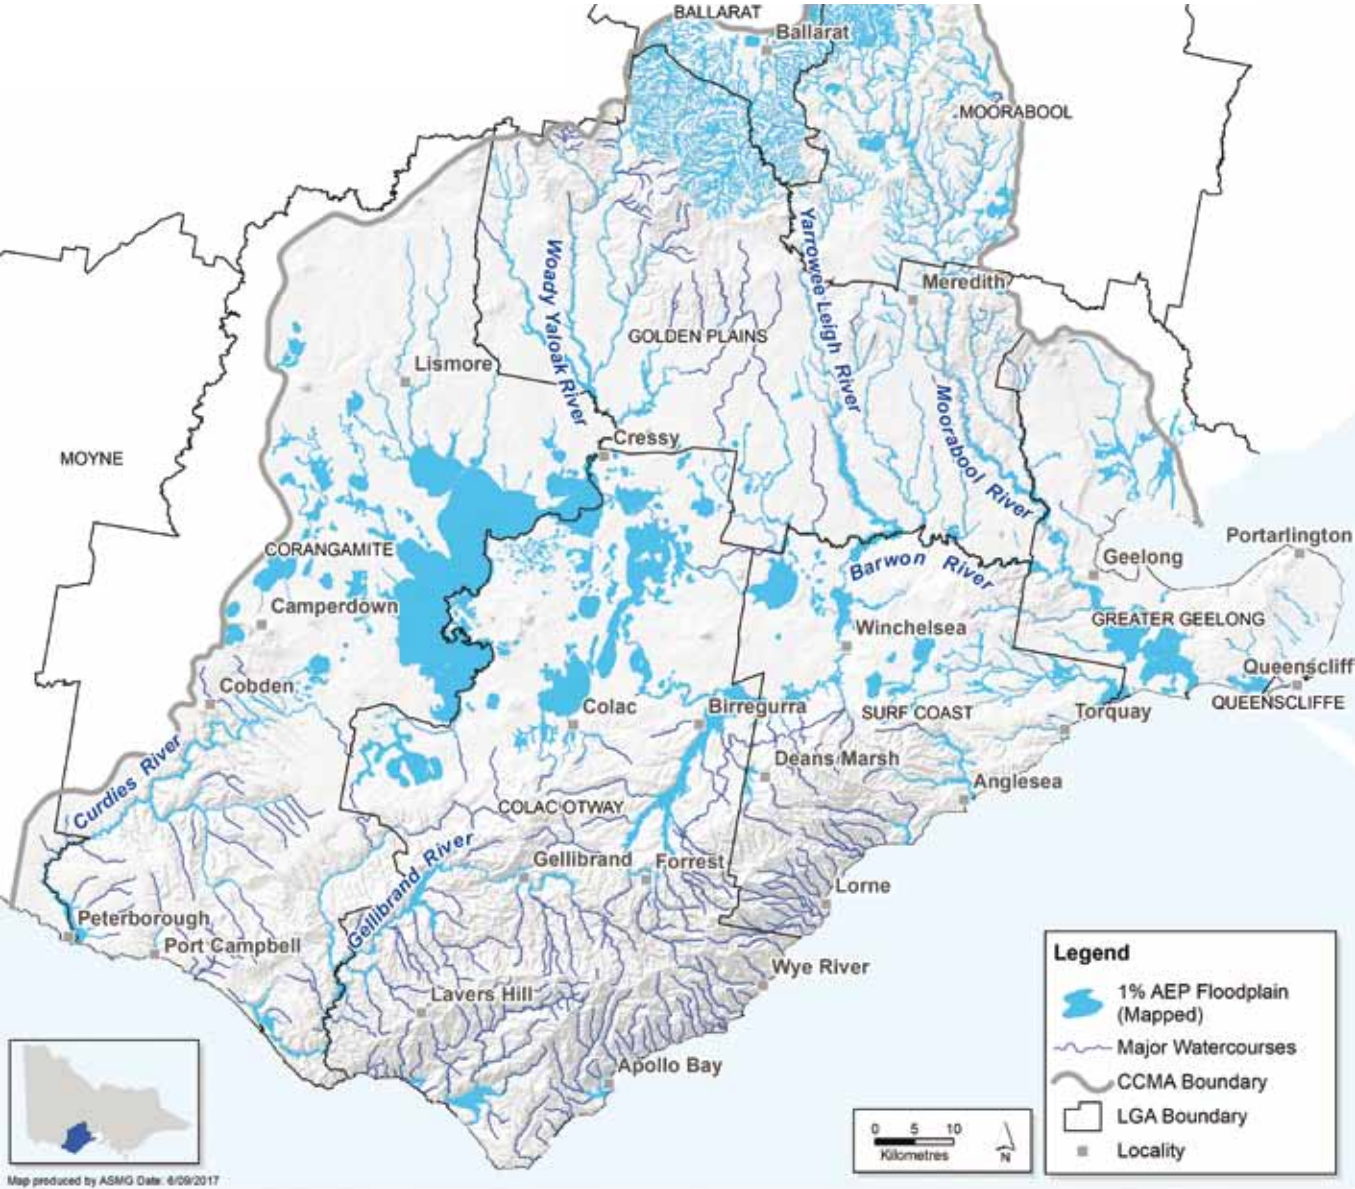 BALLARAT
Ballarat
MOORABOOL
Yarrowee Leigh River
Woady Yaloak River
Meredith
GOLDEN PLAINS
Lismore
Moorabool River
Cressy
MOYNE
Portarlington
CORANGAMITE
Geelong
Barwon River
Camperdown
GREATER GEELONG
Winchelsea
Queenscliff
Cobden
QUEENSCLIFFE
Colac
Birregurra
SURF COAST
Torquay
Curdies River
Deans Marsh
Anglesea
COLAC OTWAY
Gellibrand River
Gellibrand
Forrest
Lorne
Peterborough
Port Campbell
Wye River
Lavers Hill
Apollo Bay
Legend
1% AEP Floodplain
(Mapped)
Major Watercourses
CCMA Boundary
LGA Boundary
Locality
0 5 10
Kilometres
N
Map produced by ASMG Date: 6/09/2017